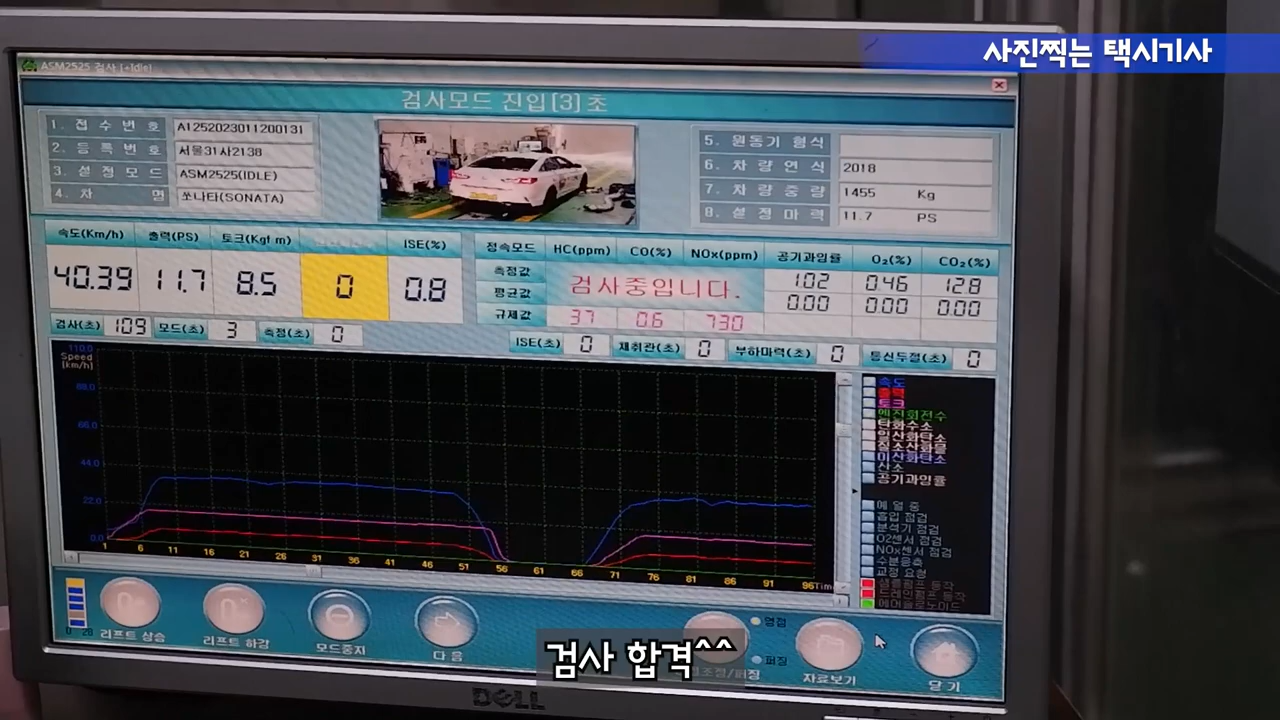 사진찍는 택시기사
ASM2525 검사 [+Idle]
검사모드 진입[3]초
1. 접 수 번 호 A1252023011200131
2. 등 록 번 호 서울31사2138
3. 설 정 모 드 ASM2525(IDLE)
4. 차 명 쏘나타(SONATA)
5. 원동기 형식
6. 차 량 연 식 2018
7. 차 량 중 량 1455 Kg
8. 설 정 마 력 11.7 PS
속도(Km/h) 출력(PS) 토크(Kgf m) ISE(%)
40.39 11.7 8.5 0 0.8
정속모드 HC(ppm) CO(%) NOx(ppm) 공기과잉률 O₂(%) CO₂(%)
측정값 1.02 0.46 12.8
검사중입니다.
평균값 0.00 0.00 0.00
규제값 37 0.6 730
검사(초) 109 모드(초) 3 측정(초) 0
ISE(초) 0 재취관(초) 0 부하마력(초) 0 통신두절(초) 0
110.0
Speed
[km/h]
88.0
66.0
44.0
22.0
0.0
1 6 11 16 21 26 31 36 41 46 51 56 61 66 71 76 81 86 91 96 Time
속도
출력
토크
엔진회전수
탄화수소
일산화탄소
질소산화물
이산화탄소
산소
공기과잉률
예열 중
흡입 점검
분석기 점검
O2센서 점검
NOx센서 점검
수분응축
교정 요청
샘플펌프 동작
드레인펌프 동작
에어솔로노이드
0 28
리프트 상승
리프트 하강
모드중지
다 음
영점
퍼징
자료보기
닫 기
검사 합격^^
DELL